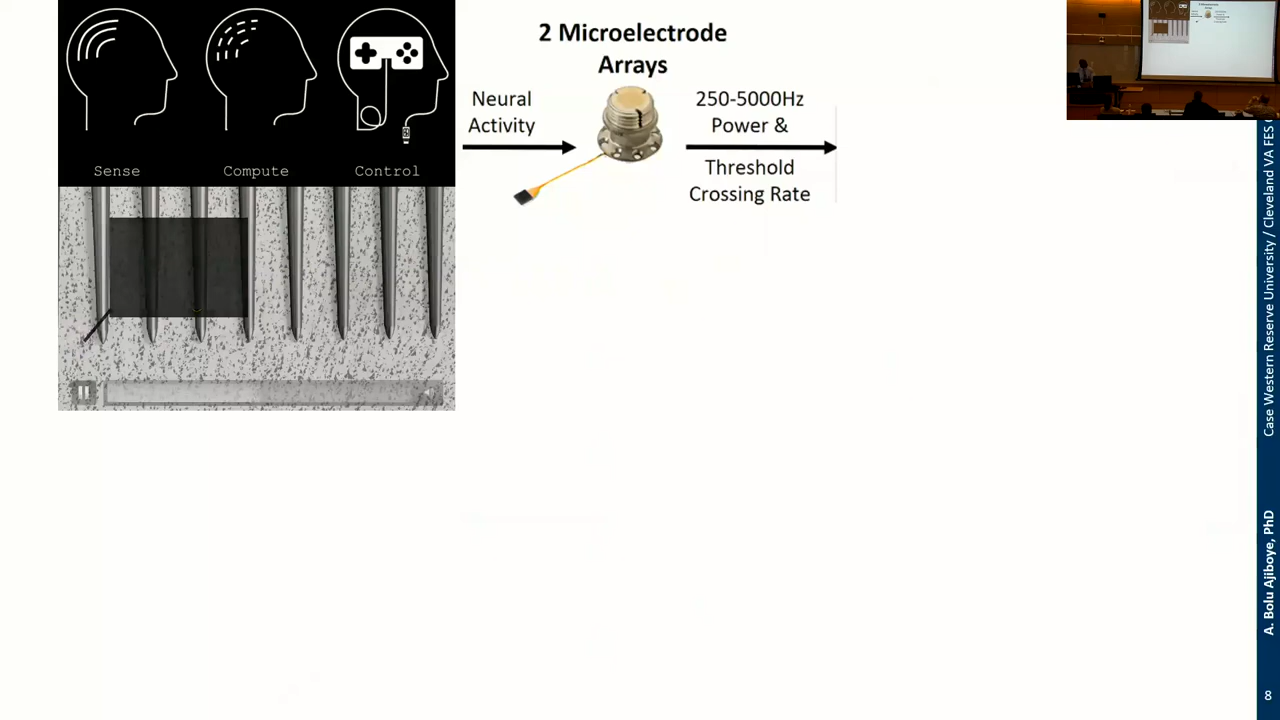 Sense
Compute
Control
2 Microelectrode
Arrays
Neural
Activity
250-5000Hz
Power &
Threshold
Crossing Rate
A. Bolu Ajiboye, PhD
Case Western Reserve University / Cleveland VA FES
8